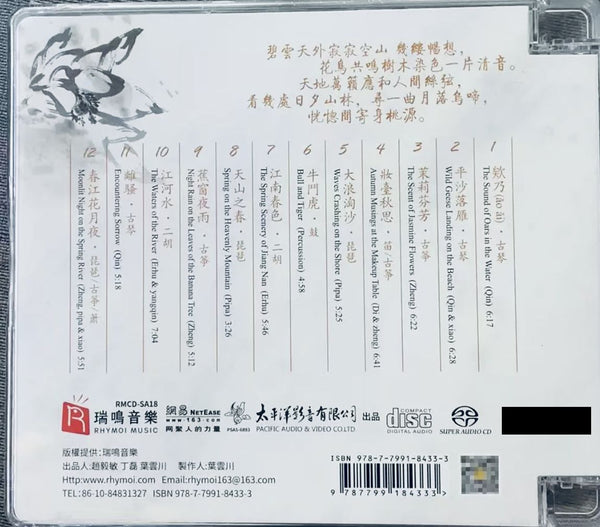 碧雲天外寂寂空山 幾縷暢想，
花鳥共鳴樹木染色一片清音。
天地萬籟應和人間絲弦，
看幾處日夕山林，尋一曲月落烏啼，
恍惚間寄身桃源。
1
欸乃(ǎo ǎi)·古琴
The Sound of Oars in the Water (Qin) 6:17
2
平沙落雁·古琴
Wild Geese Landing on the Beach (Qin & xiao) 6:28
3
茉莉芬芳·古箏
The Scent of Jasmine Flowers (Zheng) 6:22
4
妝臺秋思·笛/古箏
Autumn Musings at the Makeup Table (Di & zheng) 6:41
5
大浪淘沙·琵琶
Waves Crashing on the Shore (Pipa) 5:25
6
牛鬥虎·鼓
Bull and Tiger (Percussion) 4:58
7
江南春色·二胡
The Spring Scenery of Jiang Nan (Erhu) 5:46
8
天山之春·琵琶
Spring on the Heavenly Mountain (Pipa) 3:26
9
蕉窗夜雨·古箏
Night Rain on the Leaves of the Banana Tree (Zheng) 5:12
10
江河水·二胡
The Waters of the River (Erhu & yangqin) 7:04
11
離騷·古琴
Encountering Sorrow (Qin) 5:18
12
春江花月夜·琵琶/古箏/簫
Moonlit Night on the Spring River (Zheng, pipa & xiao) 5:51
RMCD-SA18
R 瑞鳴音樂
RHYMOI MUSIC
網易 NETEASE
www.163.com
網聚人的力量
PSAS-6883
太平洋影音有限公司 出品
PACIFIC AUDIO & VIDEO CO.LTD
COMPACT
disc
DIGITAL AUDIO
SUPER AUDIO CD
版權提供：瑞鳴音樂
出品人：趙毅敏 丁磊 葉雲川 製作人：葉雲川
Http:www.rhymoi.com Email:rhymoi163@163.com
TEL：86-10-84831327 ISBN 978-7-7991-8433-3
ISBN 978-7-7991-8433-3
9 787799 184333 >